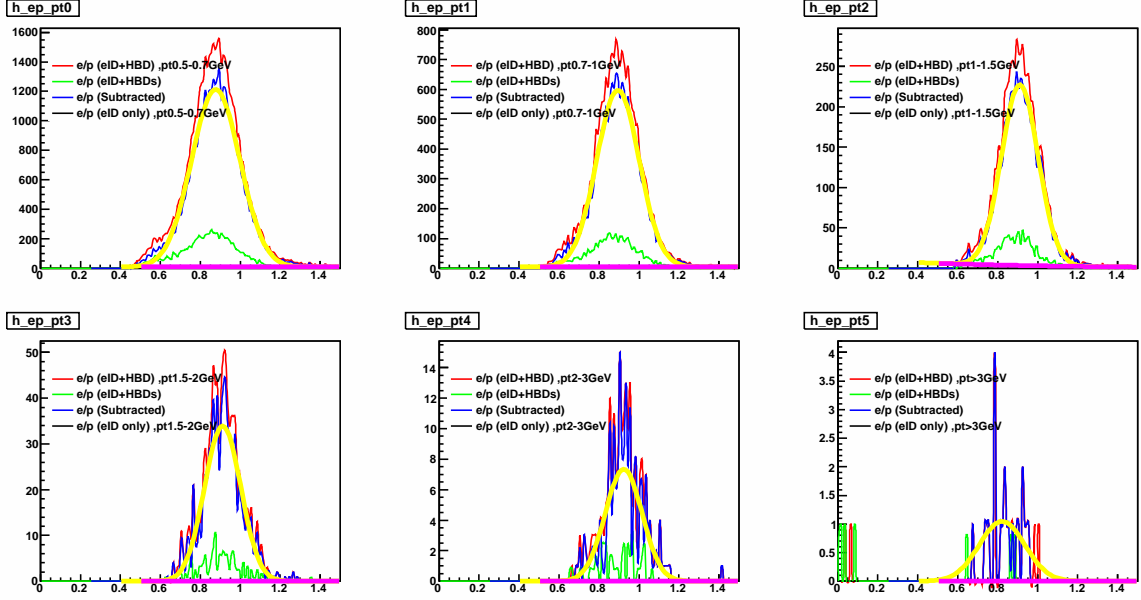 h_ep_pt0
1600
1400
1200
1000
800
600
400
200
0
e/p (eID+HBD) ,pt0.5-0.7GeV
e/p (eID+HBDs)
e/p (Subtracted)
e/p (eID only) ,pt0.5-0.7GeV
0 0.2 0.4 0.6 0.8 1 1.2 1.4
h_ep_pt1
800
700
600
500
400
300
200
100
0
e/p (eID+HBD) ,pt0.7-1GeV
e/p (eID+HBDs)
e/p (Subtracted)
e/p (eID only) ,pt0.7-1GeV
0 0.2 0.4 0.6 0.8 1 1.2 1.4
h_ep_pt2
250
200
150
100
50
0
e/p (eID+HBD) ,pt1-1.5GeV
e/p (eID+HBDs)
e/p (Subtracted)
e/p (eID only) ,pt1-1.5GeV
0 0.2 0.4 0.6 0.8 1 1.2 1.4
h_ep_pt3
50
40
30
20
10
0
e/p (eID+HBD) ,pt1.5-2GeV
e/p (eID+HBDs)
e/p (Subtracted)
e/p (eID only) ,pt1.5-2GeV
0 0.2 0.4 0.6 0.8 1 1.2 1.4
h_ep_pt4
14
12
10
8
6
4
2
0
e/p (eID+HBD) ,pt2-3GeV
e/p (eID+HBDs)
e/p (Subtracted)
e/p (eID only) ,pt2-3GeV
0 0.2 0.4 0.6 0.8 1 1.2 1.4
h_ep_pt5
4
3.5
3
2.5
2
1.5
1
0.5
0
e/p (eID+HBD) ,pt>3GeV
e/p (eID+HBDs)
e/p (Subtracted)
e/p (eID only) ,pt>3GeV
0 0.2 0.4 0.6 0.8 1 1.2 1.4